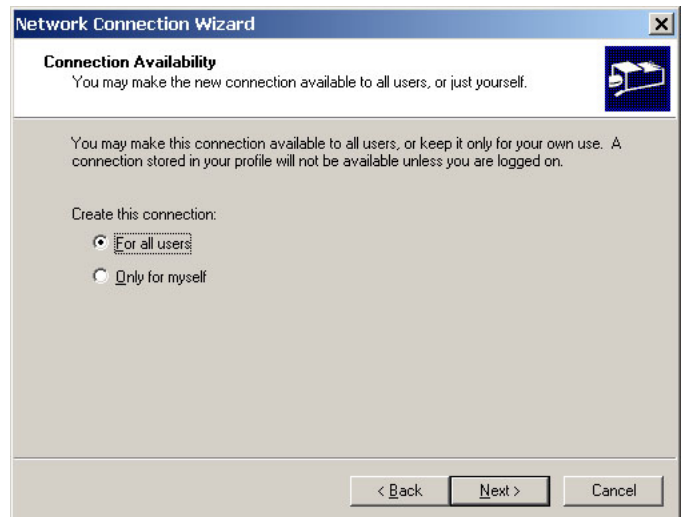 Network Connection Wizard
Connection Availability
You may make the new connection available to all users, or just yourself.
You may make this connection available to all users, or keep it only for your own use. A
connection stored in your profile will not be available unless you are logged on.
Create this connection:
For all users
Only for myself
< Back
Next >
Cancel